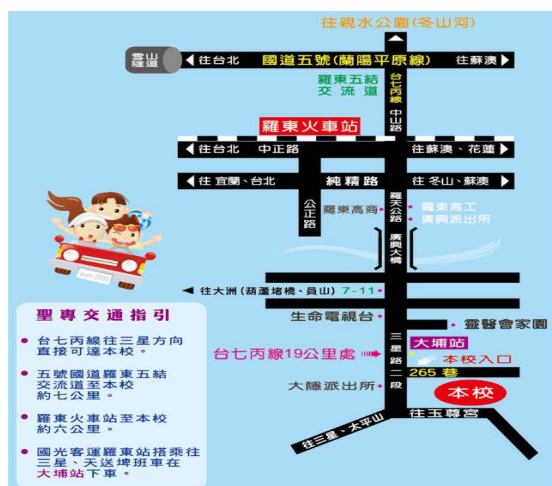 往親水公園(冬山河)
雪山
隧道
往台北
國道五號(蘭陽平原線)
往蘇澳
羅東五結
交流道
台七丙線
中山路
羅東火車站
往台北
中正路
往蘇澳、花蓮
往宜蘭、台北
純精路
往冬山、蘇澳
公正路
羅東高商
羅天公路
羅東高工
廣興派出所
廣興大橋
往大洲(葫蘆堵橋、員山)
7-11
生命電視台
靈醫會家園
三星路二段
大埔站
台七丙線19公里處
本校入口
265 巷
大隱派出所
本校
往玉尊宮
往三星、太平山
聖專交通指引
台七丙線往三星方向
直接可達本校。
五號國道羅東五結
交流道至本校
約七公里。
羅東火車站至本校
約六公里。
國光客運羅東站搭乘往
三星、天送埤班車在
大埔站下車。